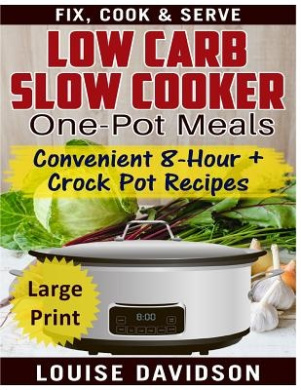 FIX, COOK & SERVE
LOW CARB
SLOW COOKER
One-Pot Meals
Convenient 8-Hour +
Crock Pot Recipes
8:00
Large
Print
LOUISE DAVIDSON